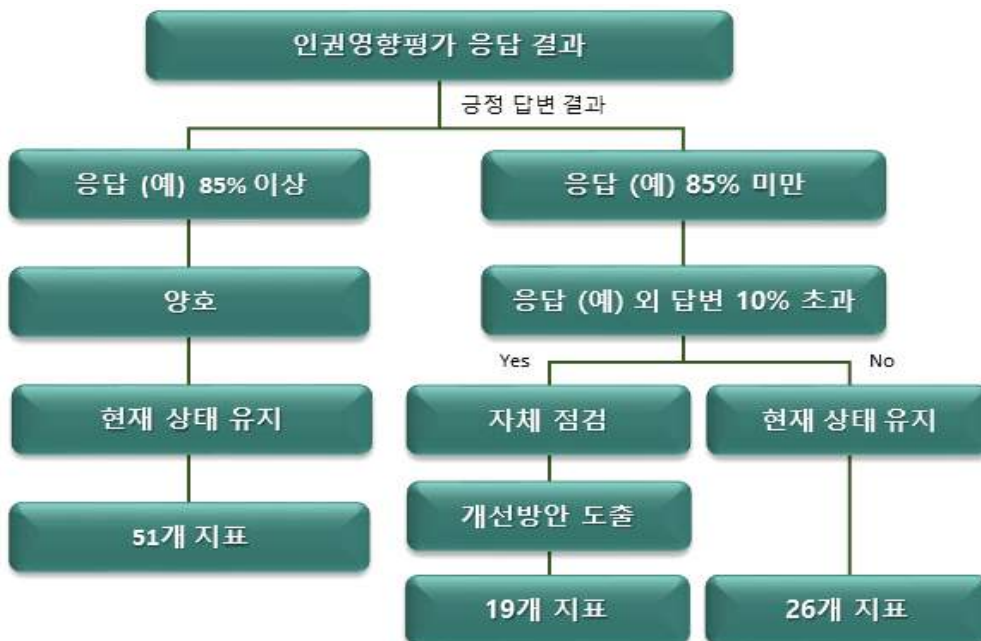 인권영향평가 응답 결과
긍정 답변 결과
응답 (예) 85% 이상
응답 (예) 85% 미만
양호
응답 (예) 외 답변 10% 초과
Yes
No
현재 상태 유지
자체 점검
현재 상태 유지
개선방안 도출
51개 지표
19개 지표
26개 지표